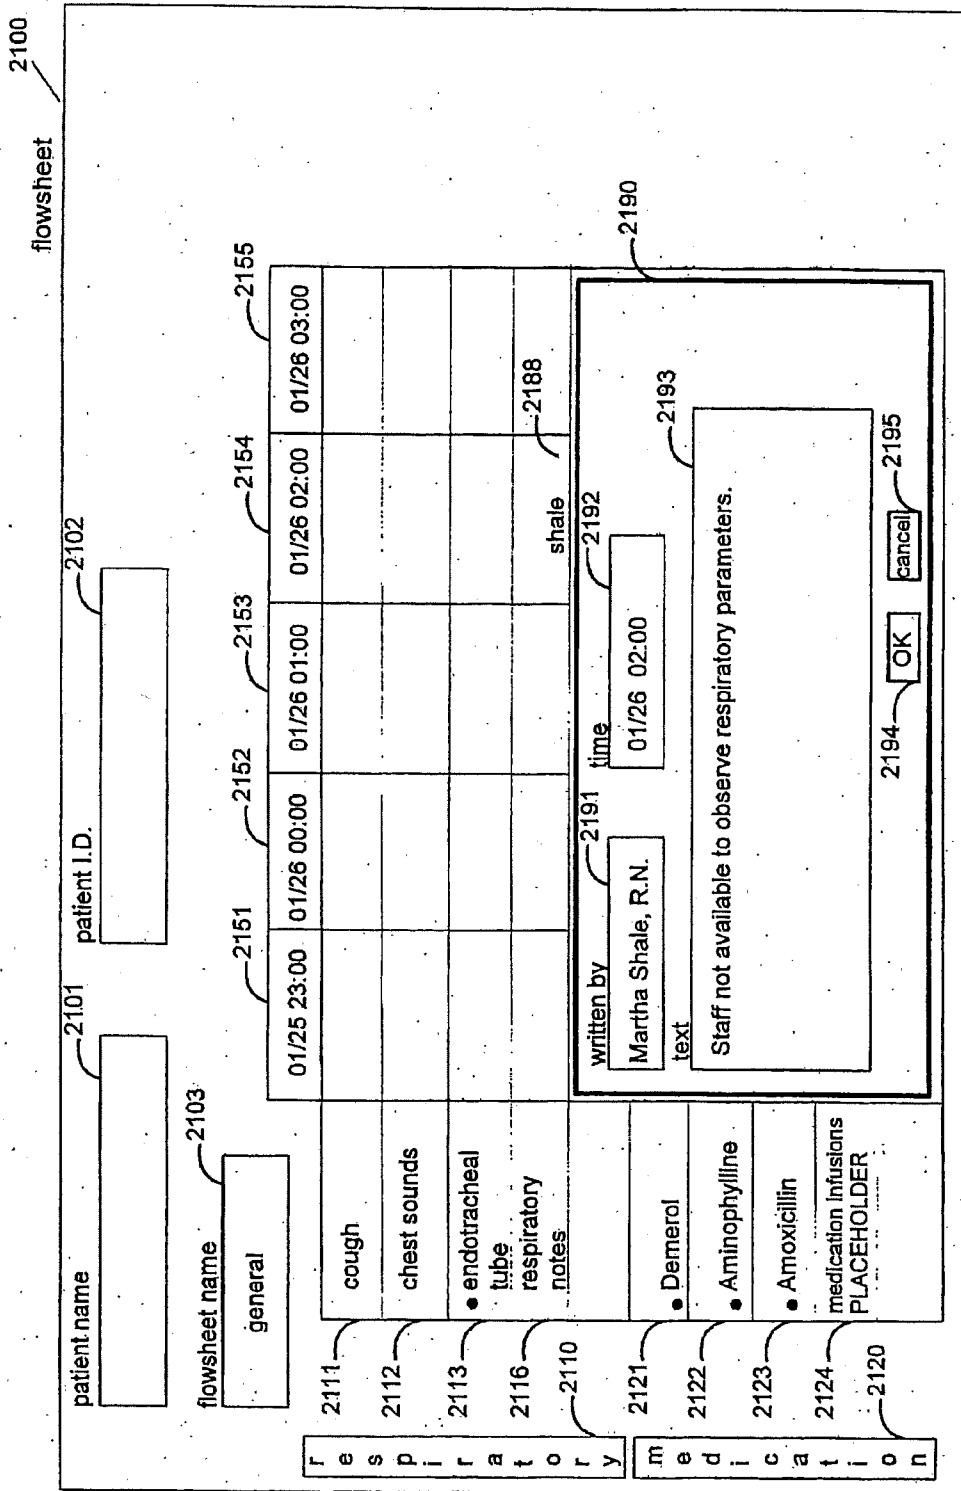 flowsheet
2100
patient name
2101
patient I.D.
2102
flowsheet name
2103
general
2151
2152
2153
2154
2155
01/25 23:00
01/26 00:00
01/26 01:00
01/26 02:00
01/26 03:00
respiratory
2111
cough
2112
chest sounds
2113
• endotracheal
tube
2116
respiratory
notes
shale
2188
2110
2190
written by
2191
time
2192
Martha Shale, R.N.
01/26 02:00
text
2193
Staff not available to observe respiratory parameters.
2194
OK
cancel
2195
medication
2121
• Demerol
2122
• Aminophylline
2123
• Amoxicillin
2124
medication infusions
PLACEHOLDER
2120